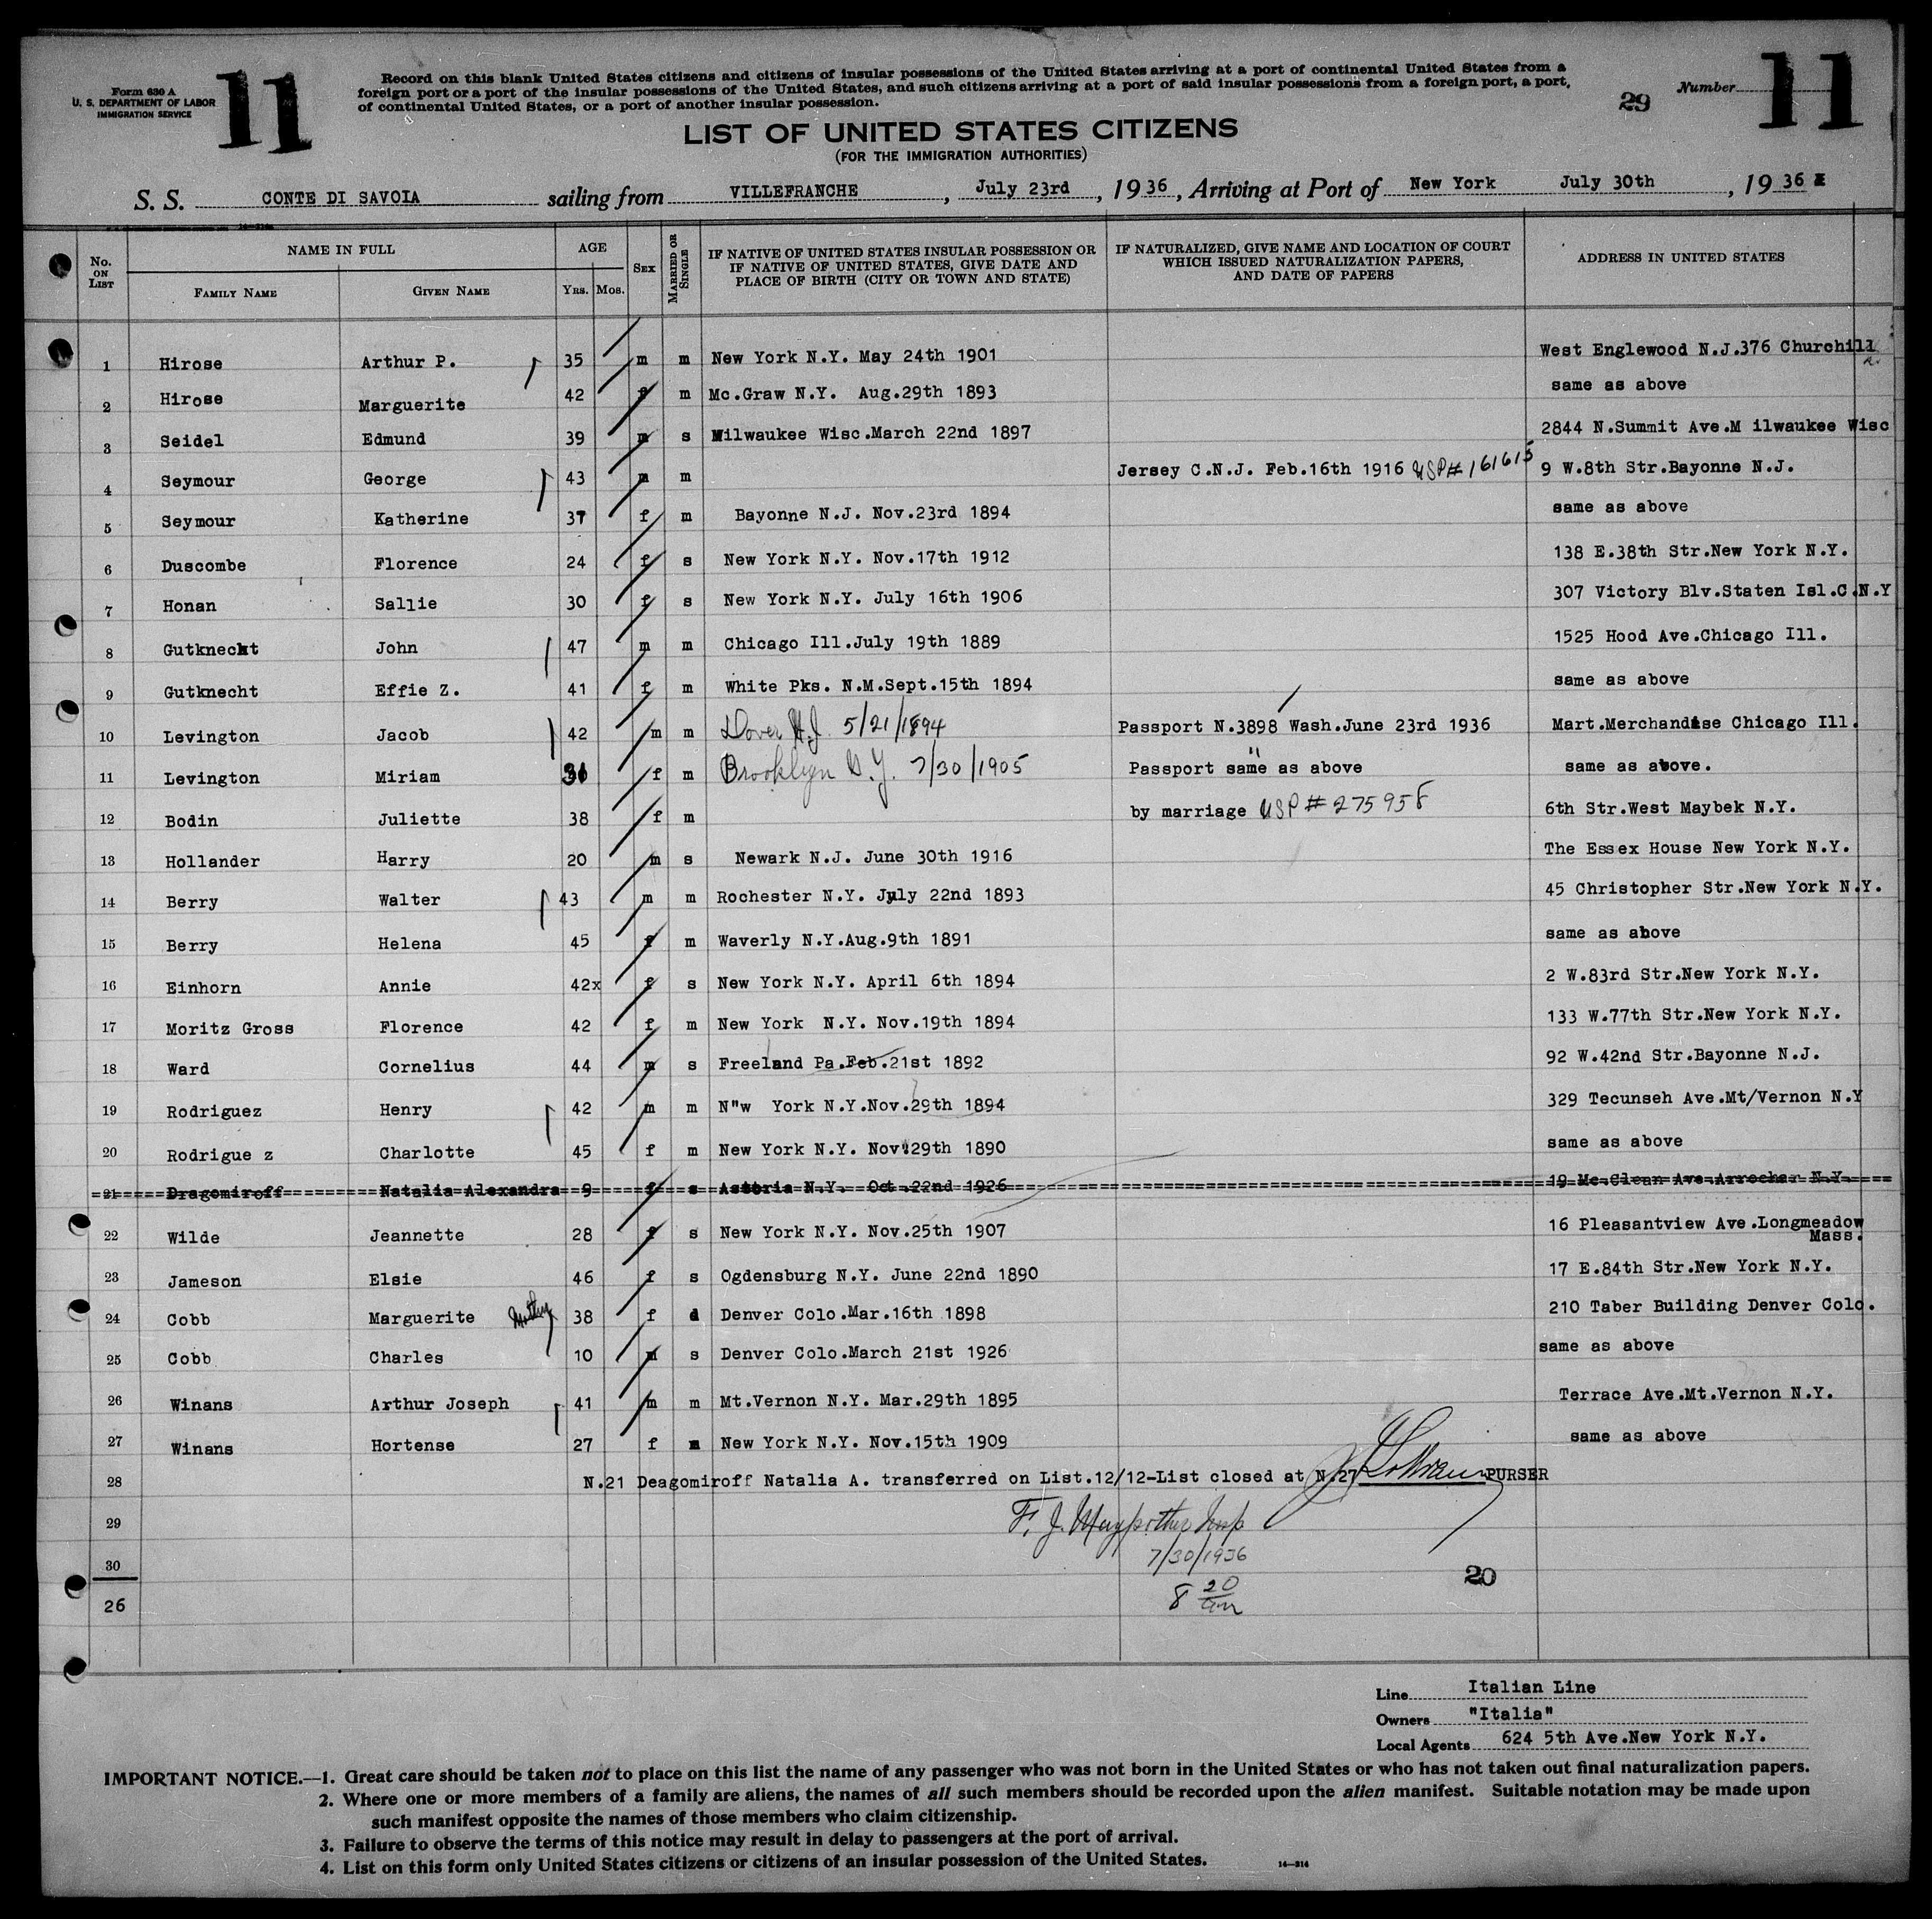 Form 630 A
U. S. DEPARTMENT OF LABOR
IMMIGRATION SERVICE
11
Record on this blank United States citizens and citizens of insular possessions of the United States arriving at a port of continental United States from a
foreign port or a port of the insular possessions of the United States, and such citizens arriving at a port of said insular possessions from a foreign port, a port,
of continental United States, or a port of another insular possession.
29
Number
11
LIST OF UNITED STATES CITIZENS
(FOR THE IMMIGRATION AUTHORITIES)
S. S. CONTE DI SAVOIA sailing from VILLEFRANCHE, July 23rd, 1936, Arriving at Port of New York July 30th, 1936
No. ON LIST NAME IN FULL AGE SEX MARRIED OR SINGLE IF NATIVE OF UNITED STATES INSULAR POSSESSION OR IF NATIVE OF UNITED STATES, GIVE DATE AND PLACE OF BIRTH (CITY OR TOWN AND STATE) IF NATURALIZED, GIVE NAME AND LOCATION OF COURT WHICH ISSUED NATURALIZATION PAPERS, AND DATE OF PAPERS ADDRESS IN UNITED STATES
FAMILY NAME GIVEN NAME YRS. MOS.
1 Hirose Arthur P. 35 m m New York N.Y. May 24th 1901 West Englewood N.J.376 Churchill
2 Hirose Marguerite 42 f m Mc.Graw N.Y. Aug.29th 1893 same as above
3 Seidel Edmund 39 m s Milwaukee Wisc.March 22nd 1897 2844 N.Summit Ave.M ilwaukee Wisc
4 Seymour George 43 m m Jersey C.N.J. Feb.16th 1916 USP# 161615 9 W.8th Str.Bayonne N.J.
5 Seymour Katherine 37 f m Bayonne N.J. Nov.23rd 1894 same as above
6 Duscombe Florence 24 f s New York N.Y. Nov.17th 1912 138 E.38th Str.New York N.Y.
7 Honan Sallie 30 f s New York N.Y. July 16th 1906 307 Victory Blv.Staten Isl.C.N.Y
8 Gutknecht John 47 m m Chicago Ill.July 19th 1889 1525 Hood Ave.Chicago Ill.
9 Gutknecht Effie Z. 41 f m White Pks. N.M.Sept.15th 1894 same as above
10 Levington Jacob 42 m m Dover N.J. 5/21/1894 Passport N.3898 Wash.June 23rd 1936 Mart.Merchandise Chicago Ill.
11 Levington Miriam 31 f m Brooklyn N.Y. 7/30/1905 Passport same " as above same as above.
12 Bodin Juliette 38 f m by marriage USP # 275958 6th Str.West Maybek N.Y.
13 Hollander Harry 20 m s Newark N.J. June 30th 1916 The Essex House New York N.Y.
14 Berry Walter 43 m m Rochester N.Y. July 22nd 1893 45 Christopher Str.New York N.Y.
15 Berry Helena 45 f m Waverly N.Y.Aug.9th 1891 same as above
16 Einhorn Annie 42x f s New York N.Y. April 6th 1894 2 W.83rd Str.New York N.Y.
17 Moritz Gross Florence 42 f m New York N.Y. Nov.19th 1894 133 W.77th Str.New York N.Y.
18 Ward Cornelius 44 m s Freeland Pa.Feb.21st 1892 92 W.42nd Str.Bayonne N.J.
19 Rodriguez Henry 42 m m N"w York N.Y.Nov.29th 1894 329 Tecunseh Ave.Mt/Vernon N.Y
20 Rodrigue z Charlotte 45 f m New York N.Y. Nov.29th 1890 same as above
21 Dragomiroff Natalia Alexandra 9 f s Astoria N.Y. Oct.22nd 1926 19 Mc.Clean Ave.Arrochar N.Y.
22 Wilde Jeannette 28 f s New York N.Y. Nov.25th 1907 16 Pleasantview Ave.Longmeadow Mass.
23 Jameson Elsie 46 f s Ogdensburg N.Y. June 22nd 1890 17 E.84th Str.New York N.Y.
24 Cobb Marguerite Mother 38 f d Denver Colo.Mar.16th 1898 210 Taber Building Denver Colo.
25 Cobb Charles 10 m s Denver Colo.March 21st 1926 same as above
26 Winans Arthur Joseph 41 m m Mt.Vernon N.Y. Mar.29th 1895 Terrace Ave.Mt.Vernon N.Y.
27 Winans Hortense 27 f m New York N.Y. Nov.15th 1909 same as above
28 N.21 Deagomiroff Natalia A. transferred on List.12/12-List closed at N.27 PURSER
29 F. J. Insp
30 7/30/1936
26 8 20 am
20
Line Italian Line
Owners "Italia"
Local Agents 624 5th Ave.New York N.Y.
IMPORTANT NOTICE.—1. Great care should be taken not to place on this list the name of any passenger who was not born in the United States or who has not taken out final naturalization papers.
2. Where one or more members of a family are aliens, the names of all such members should be recorded upon the alien manifest. Suitable notation may be made upon
such manifest opposite the names of those members who claim citizenship.
3. Failure to observe the terms of this notice may result in delay to passengers at the port of arrival.
4. List on this form only United States citizens or citizens of an insular possession of the United States.
14—314